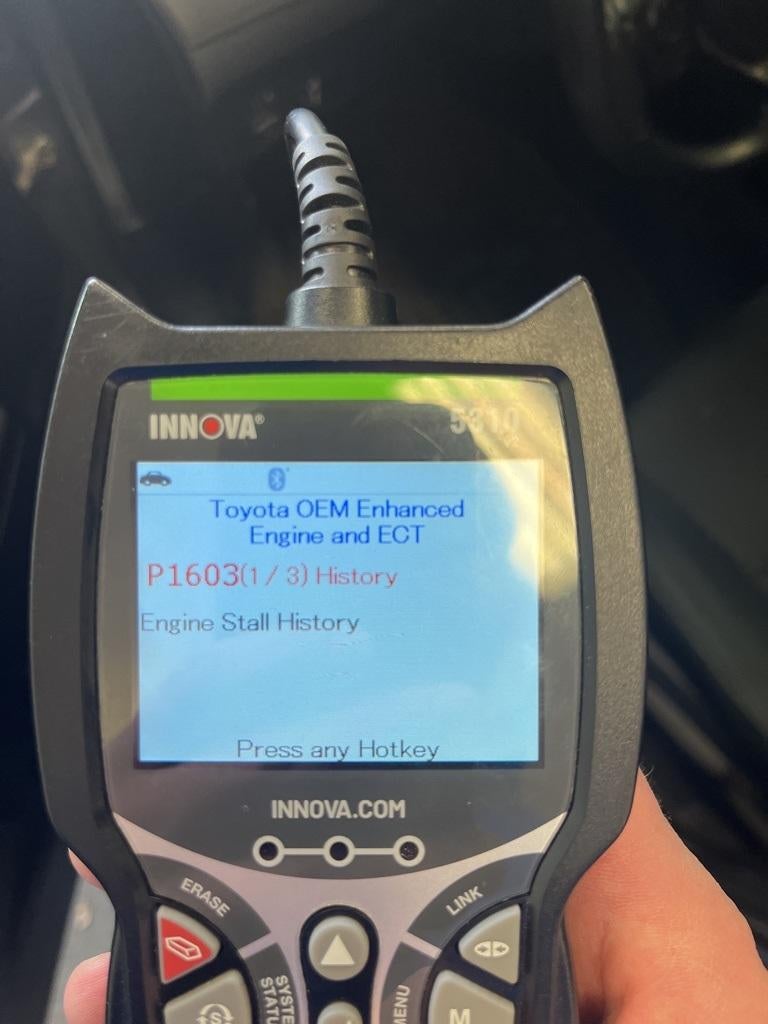 INNOVA®
5310
Toyota OEM Enhanced
Engine and ECT
P1603(1 / 3) History
Engine Stall History
Press any Hotkey
INNOVA.COM
ERASE
LINK
M